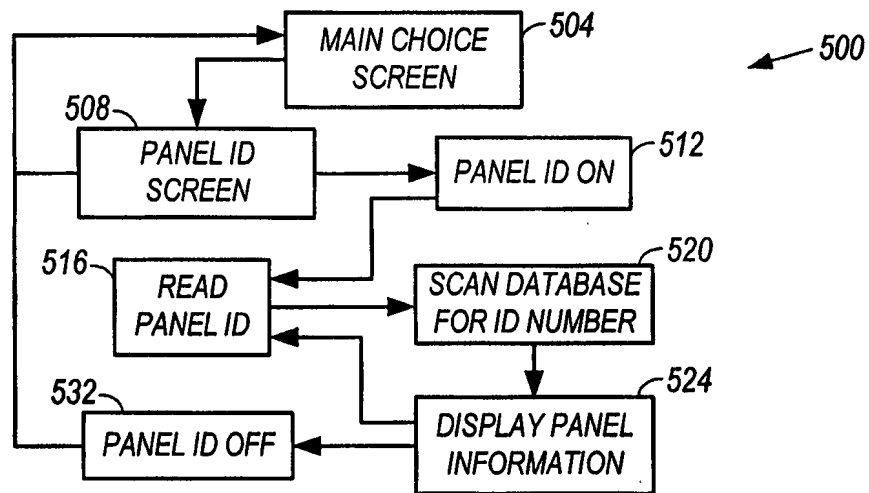 MAIN CHOICE
SCREEN
504
500
508
PANEL ID
SCREEN
PANEL ID ON
512
516
READ
PANEL ID
SCAN DATABASE
FOR ID NUMBER
520
532
PANEL ID OFF
DISPLAY PANEL
INFORMATION
524